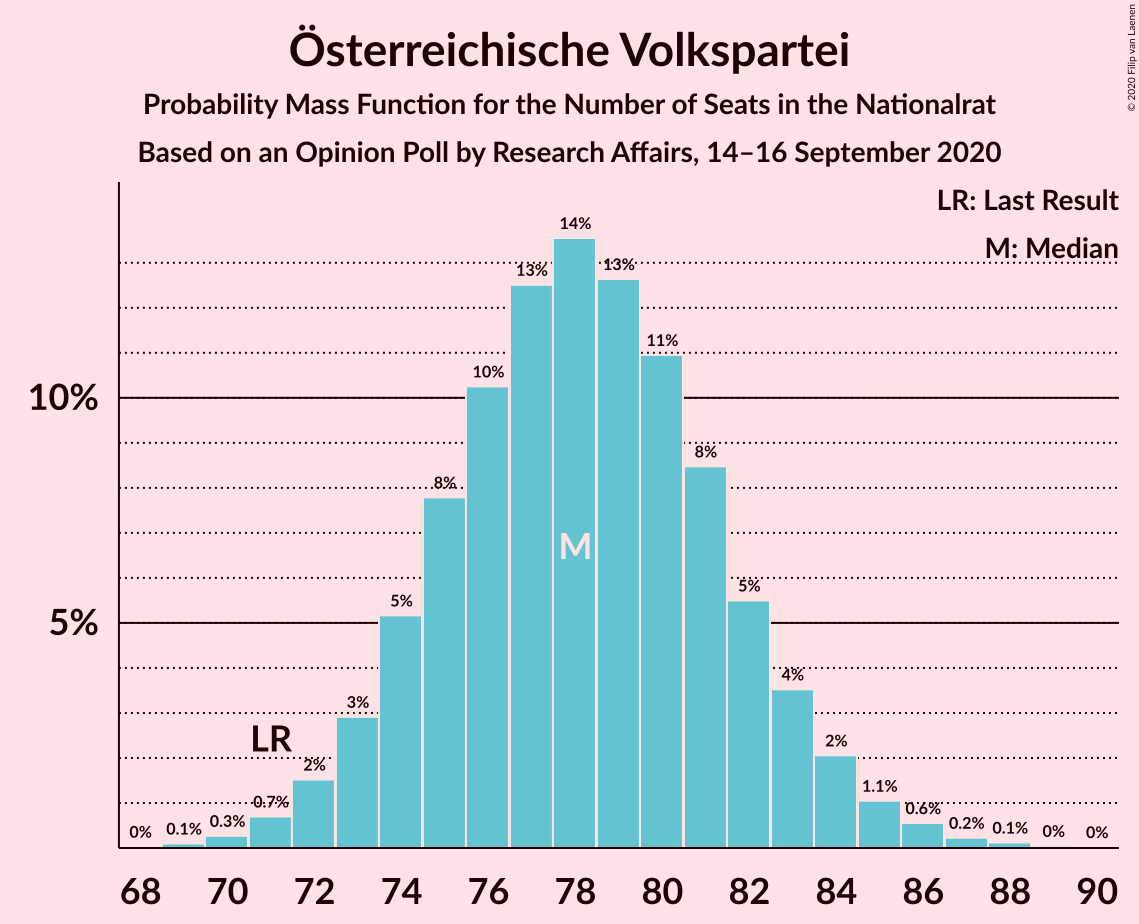 Österreichische Volkspartei
Probability Mass Function for the Number of Seats in the Nationalrat
Based on an Opinion Poll by Research Affairs, 14–16 September 2020
© 2020 Filip van Laenen
LR: Last Result
M: Median
10%
5%
0%
0.1%
0.3%
0.7%
2%
3%
5%
8%
10%
13%
14%
13%
11%
8%
5%
4%
2%
1.1%
0.6%
0.2%
0.1%
0%
0%
LR
M
68 70 72 74 76 78 80 82 84 86 88 90